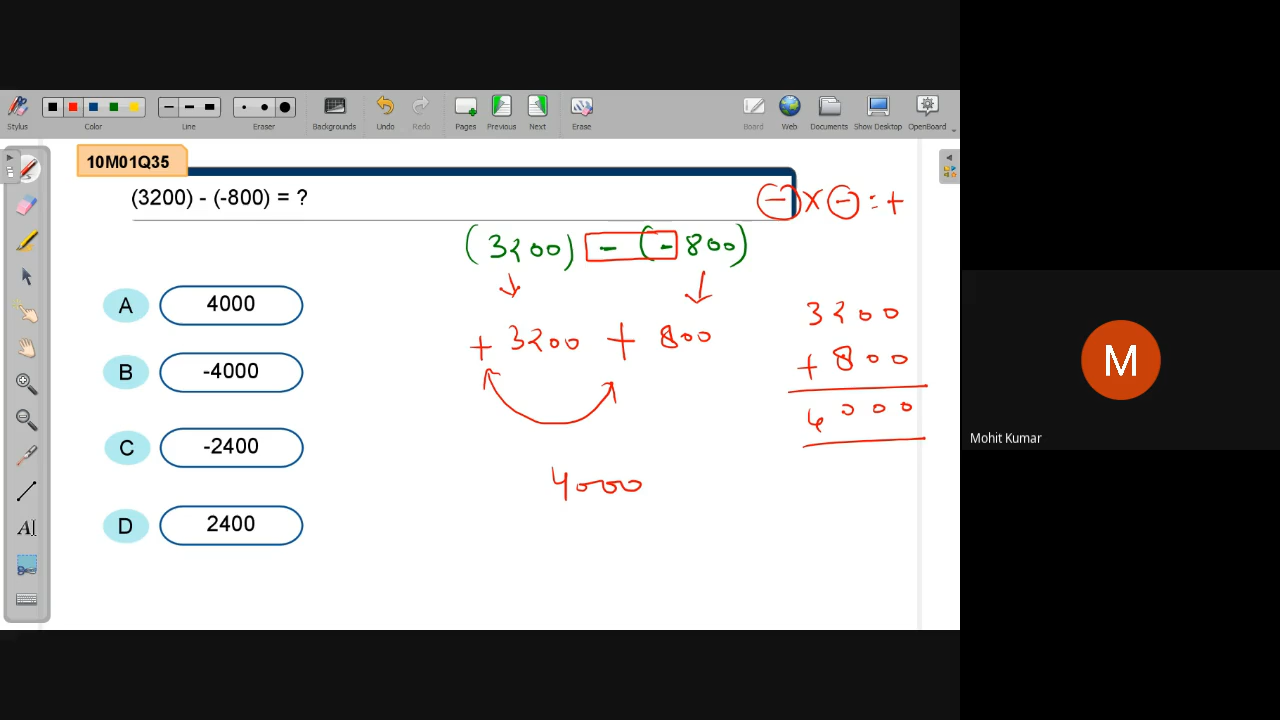 Stylus Color Line Eraser Backgrounds Undo Redo Pages Previous Next Erase Board Web Documents Show Desktop OpenBoard
10M01Q35
(3200) - (-800) = ?
(-) x (-) : +
(3200) - (-800)
A 4000
+ 3200 + 800
3200
+ 800
4000
B -4000
C -2400
4000
D 2400
AI
M
Mohit Kumar